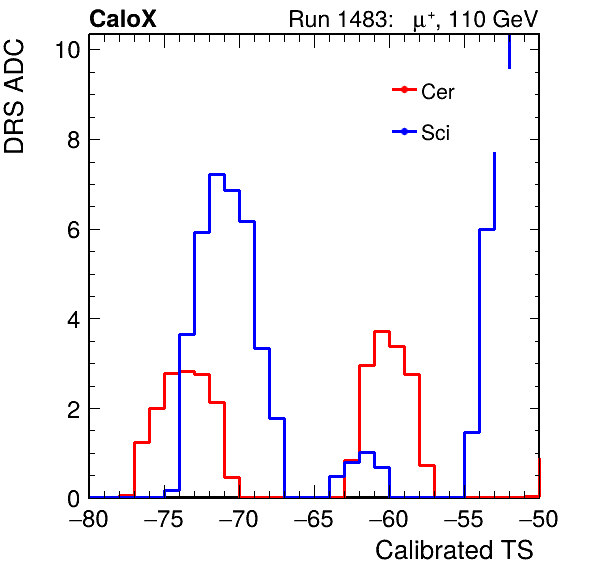 CaloX Run 1483: μ⁺, 110 GeV
DRS ADC
Cer
Sci
10
8
6
4
2
0
−80 −75 −70 −65 −60 −55 −50
Calibrated TS